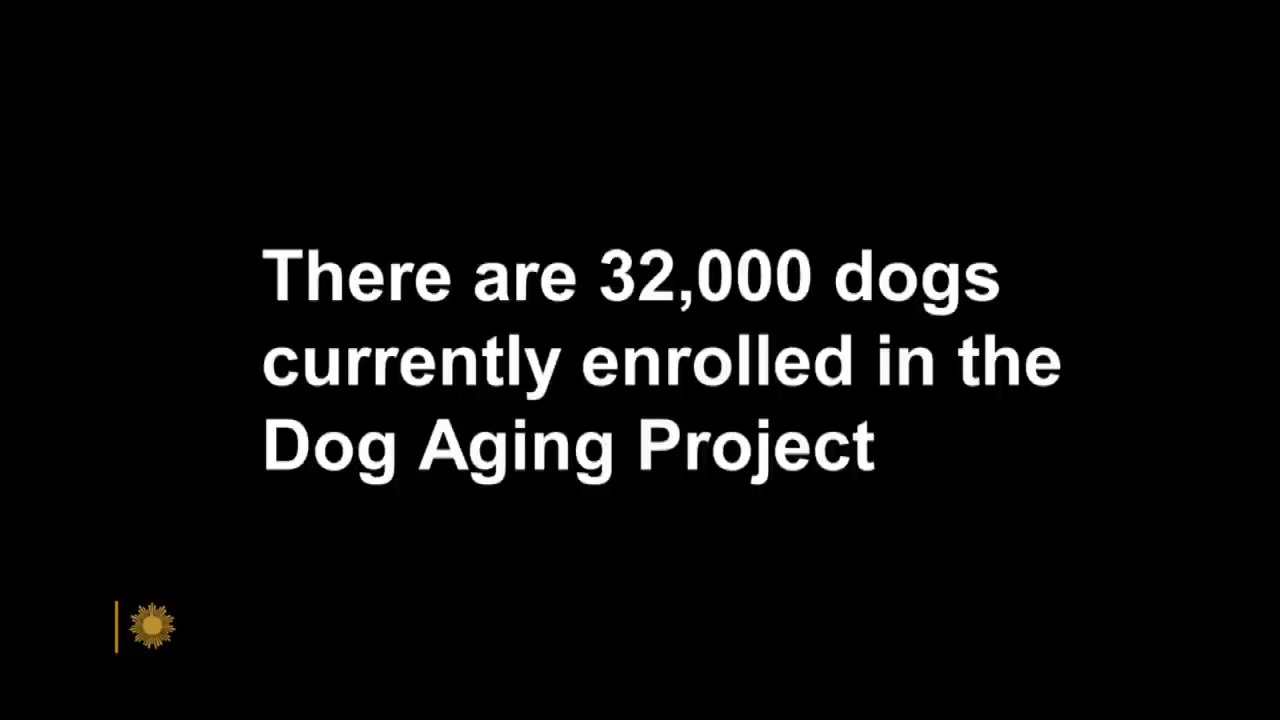 There are 32,000 dogs
currently enrolled in the
Dog Aging Project